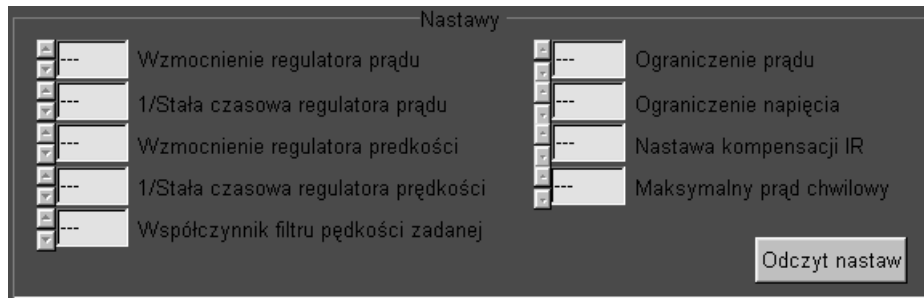 Nastawy
--- Wzmocnienie regulatora prądu
--- 1/Stała czasowa regulatora prądu
--- Wzmocnienie regulatora predkości
--- 1/Stała czasowa regulatora prędkości
--- Współczynnik filtru pędkości zadanej
--- Ograniczenie prądu
--- Ograniczenie napięcia
--- Nastawa kompensacji IR
--- Maksymalny prąd chwilowy
Odczyt nastaw